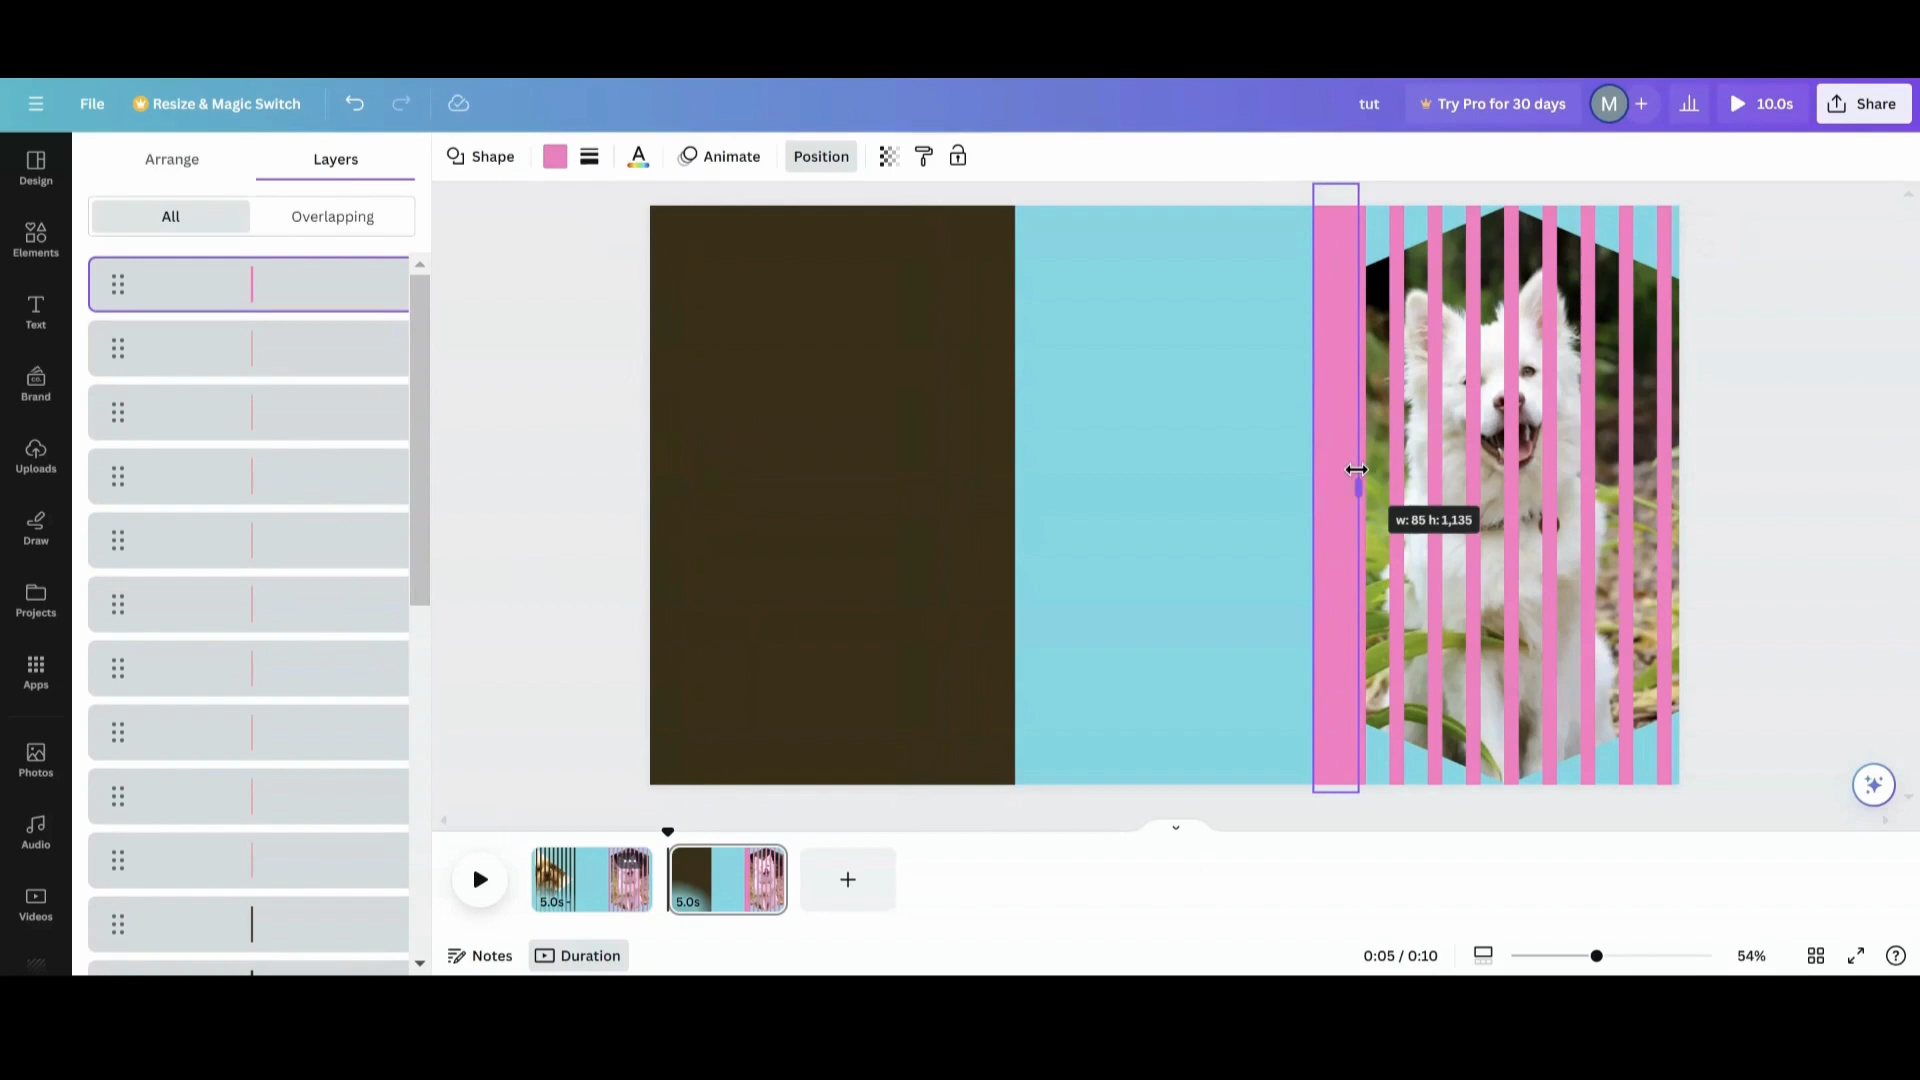 File
Resize & Magic Switch
tut
Try Pro for 30 days
M
10.0s
Share
Design
Elements
Text
Brand
Uploads
Draw
Projects
Apps
Photos
Audio
Videos
Arrange
Layers
All
Overlapping
Shape
Animate
Position
w: 85 h: 1,135
5.0s
5.0s
Notes
Duration
0:05 / 0:10
54%